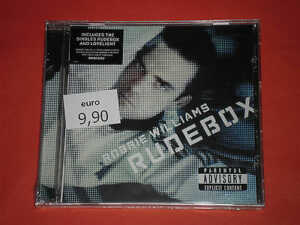 INCLUDES THE
SINGLES RUDEBOX
AND LOVELIGHT
euro
9,90
ROBBIE WILLIAMS
RUDEBOX
PARENTAL
ADVISORY
EXPLICIT CONTENT